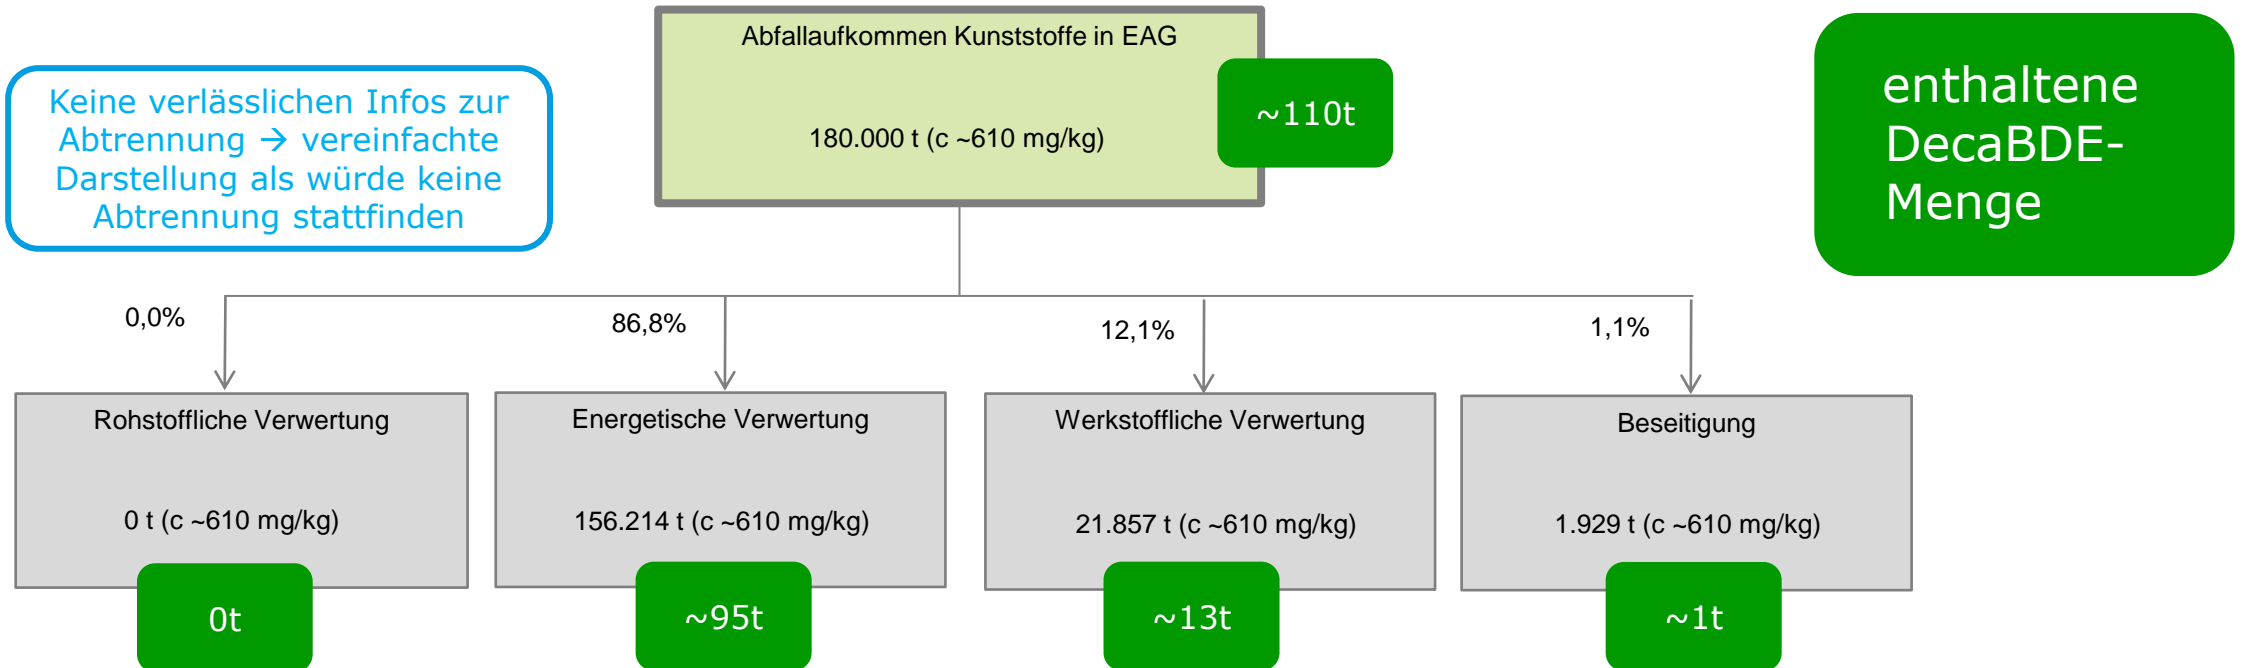 Abfallaufkommen Kunststoffe in EAG
180.000 t (c ~610 mg/kg)
~110t
Keine verlässlichen Infos zur
Abtrennung → vereinfachte
Darstellung als würde keine
Abtrennung stattfinden
enthaltene
DecaBDE-
Menge
0,0%
86,8%
12,1%
1,1%
Rohstoffliche Verwertung
0 t (c ~610 mg/kg)
0t
Energetische Verwertung
156.214 t (c ~610 mg/kg)
~95t
Werkstoffliche Verwertung
21.857 t (c ~610 mg/kg)
~13t
Beseitigung
1.929 t (c ~610 mg/kg)
~1t